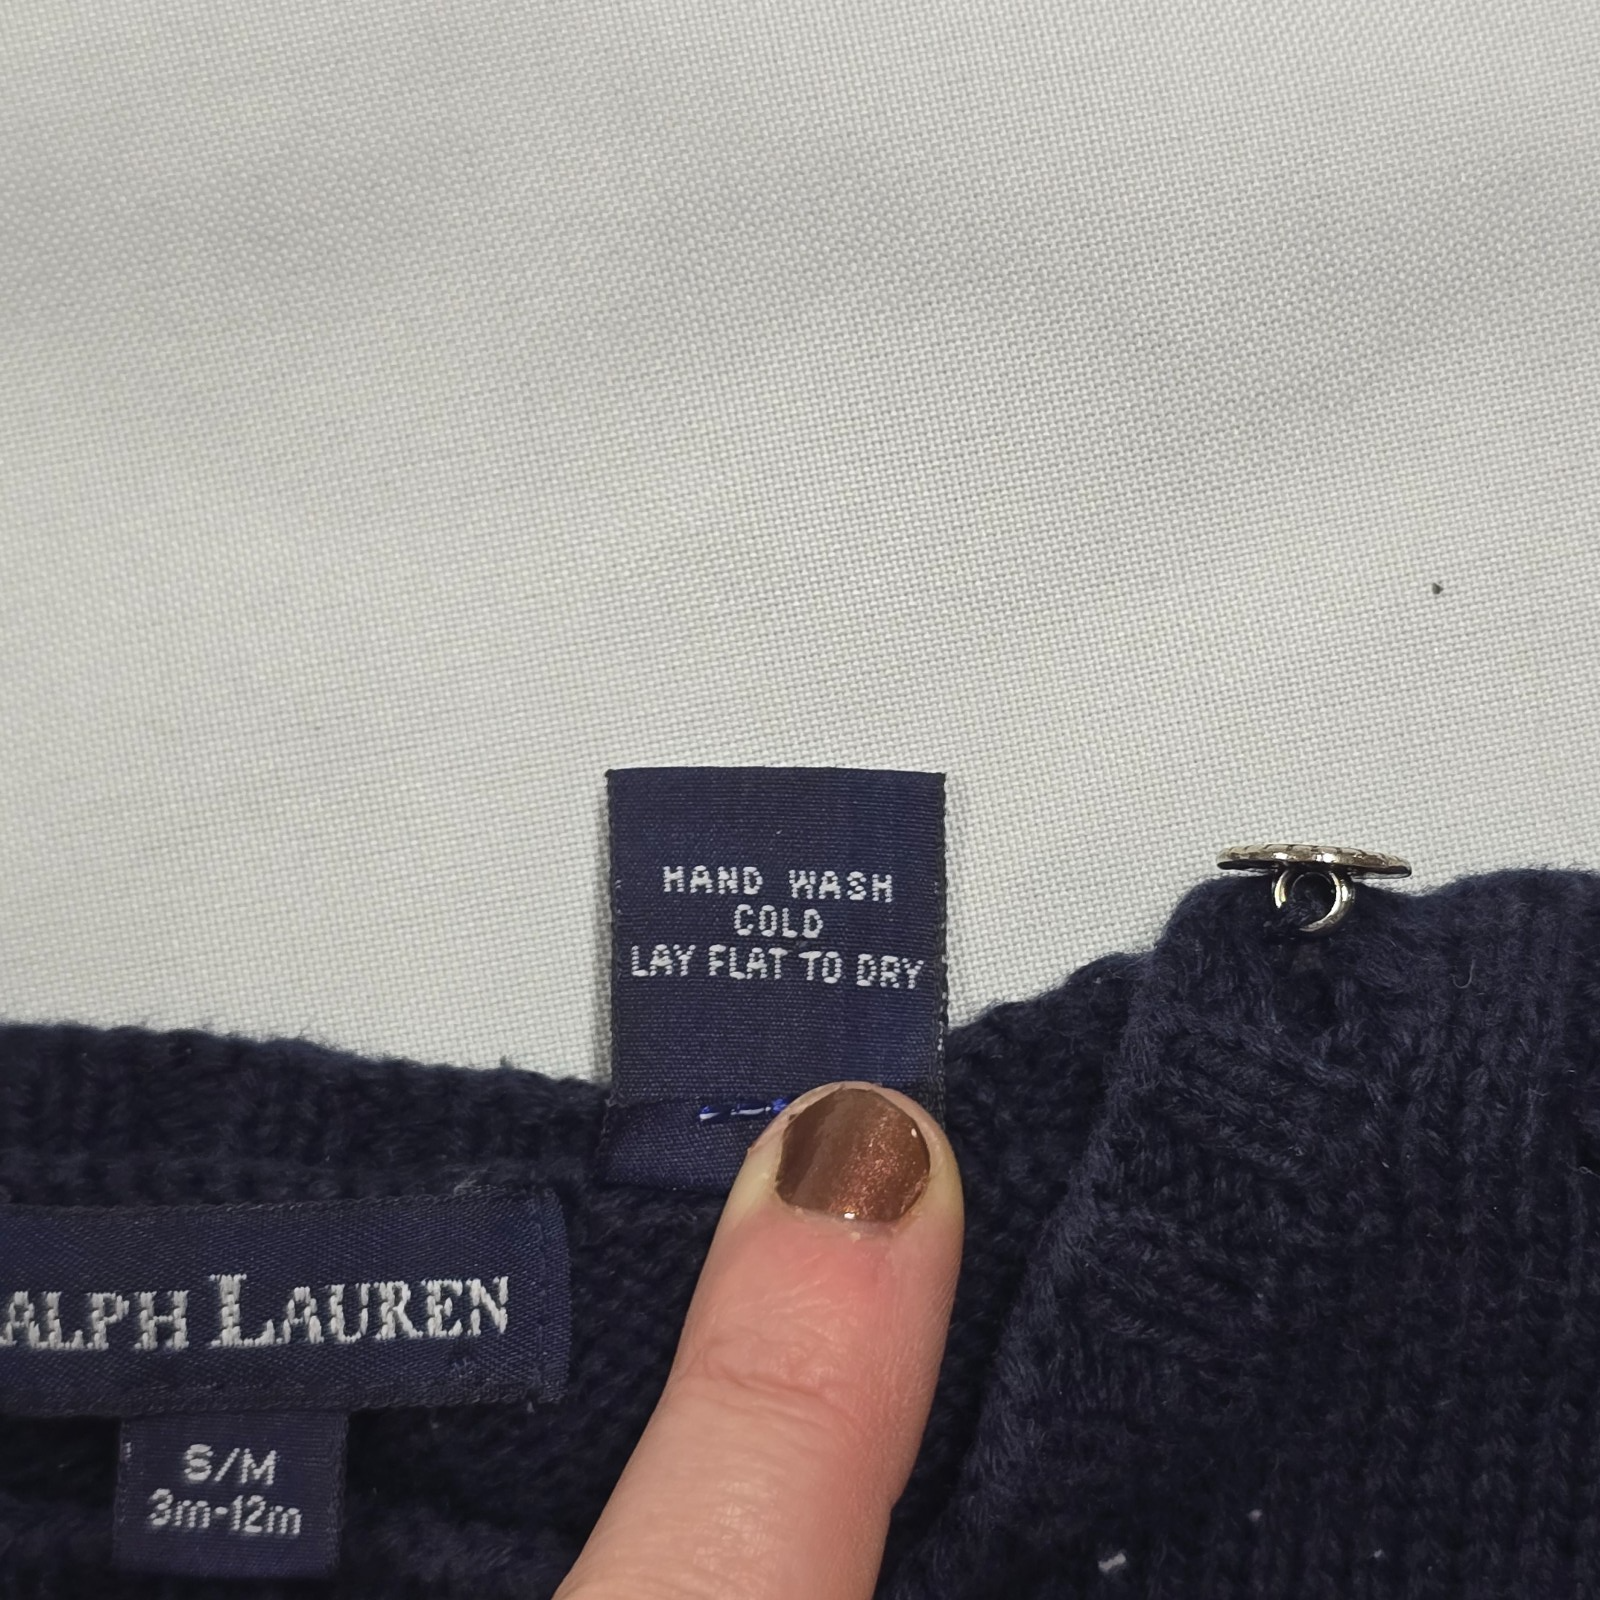 HAND WASH
COLD
LAY FLAT TO DRY
ALPH LAUREN
S/M
3m-12m